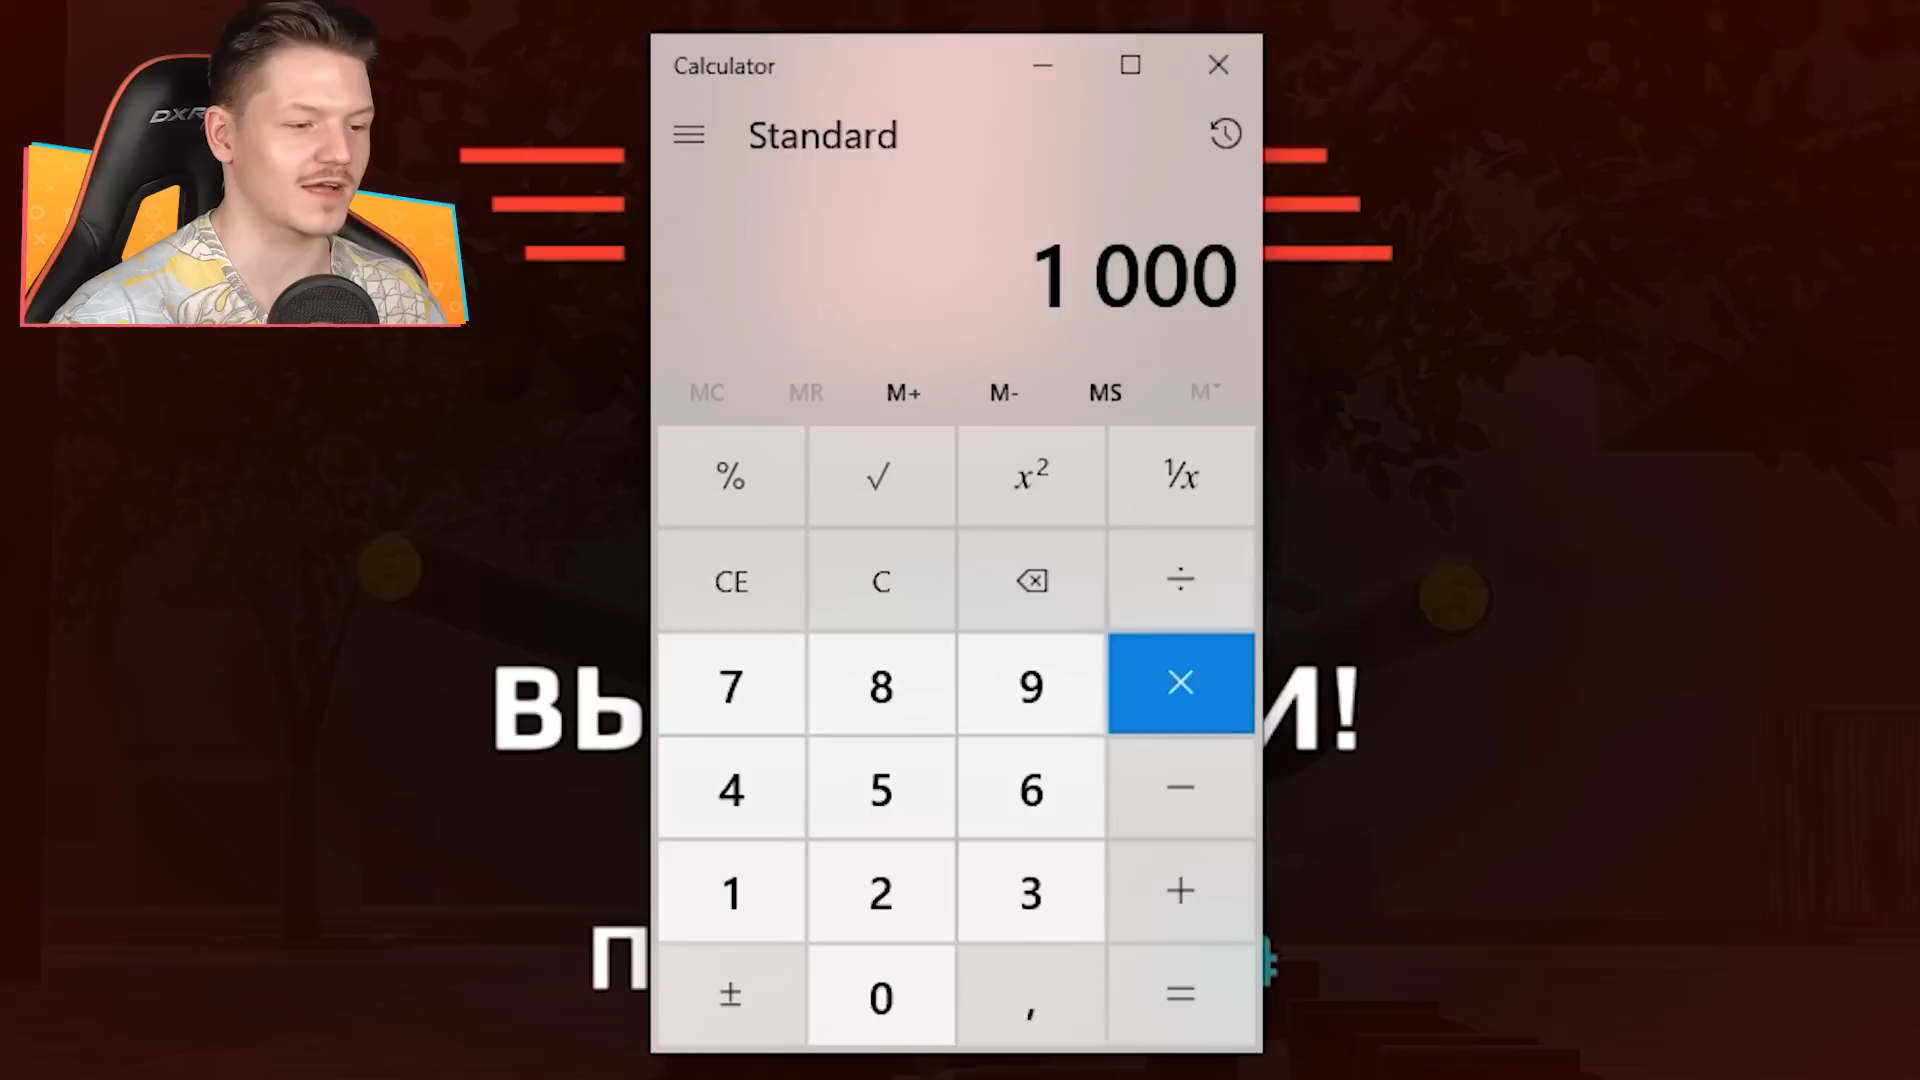 DXR
Calculator
Standard
1 000
MC MR M+ M- MS M˅
% √ x² ¹/x
CE C ÷
7 8 9 ×
4 5 6 −
1 2 3 +
± 0 , =